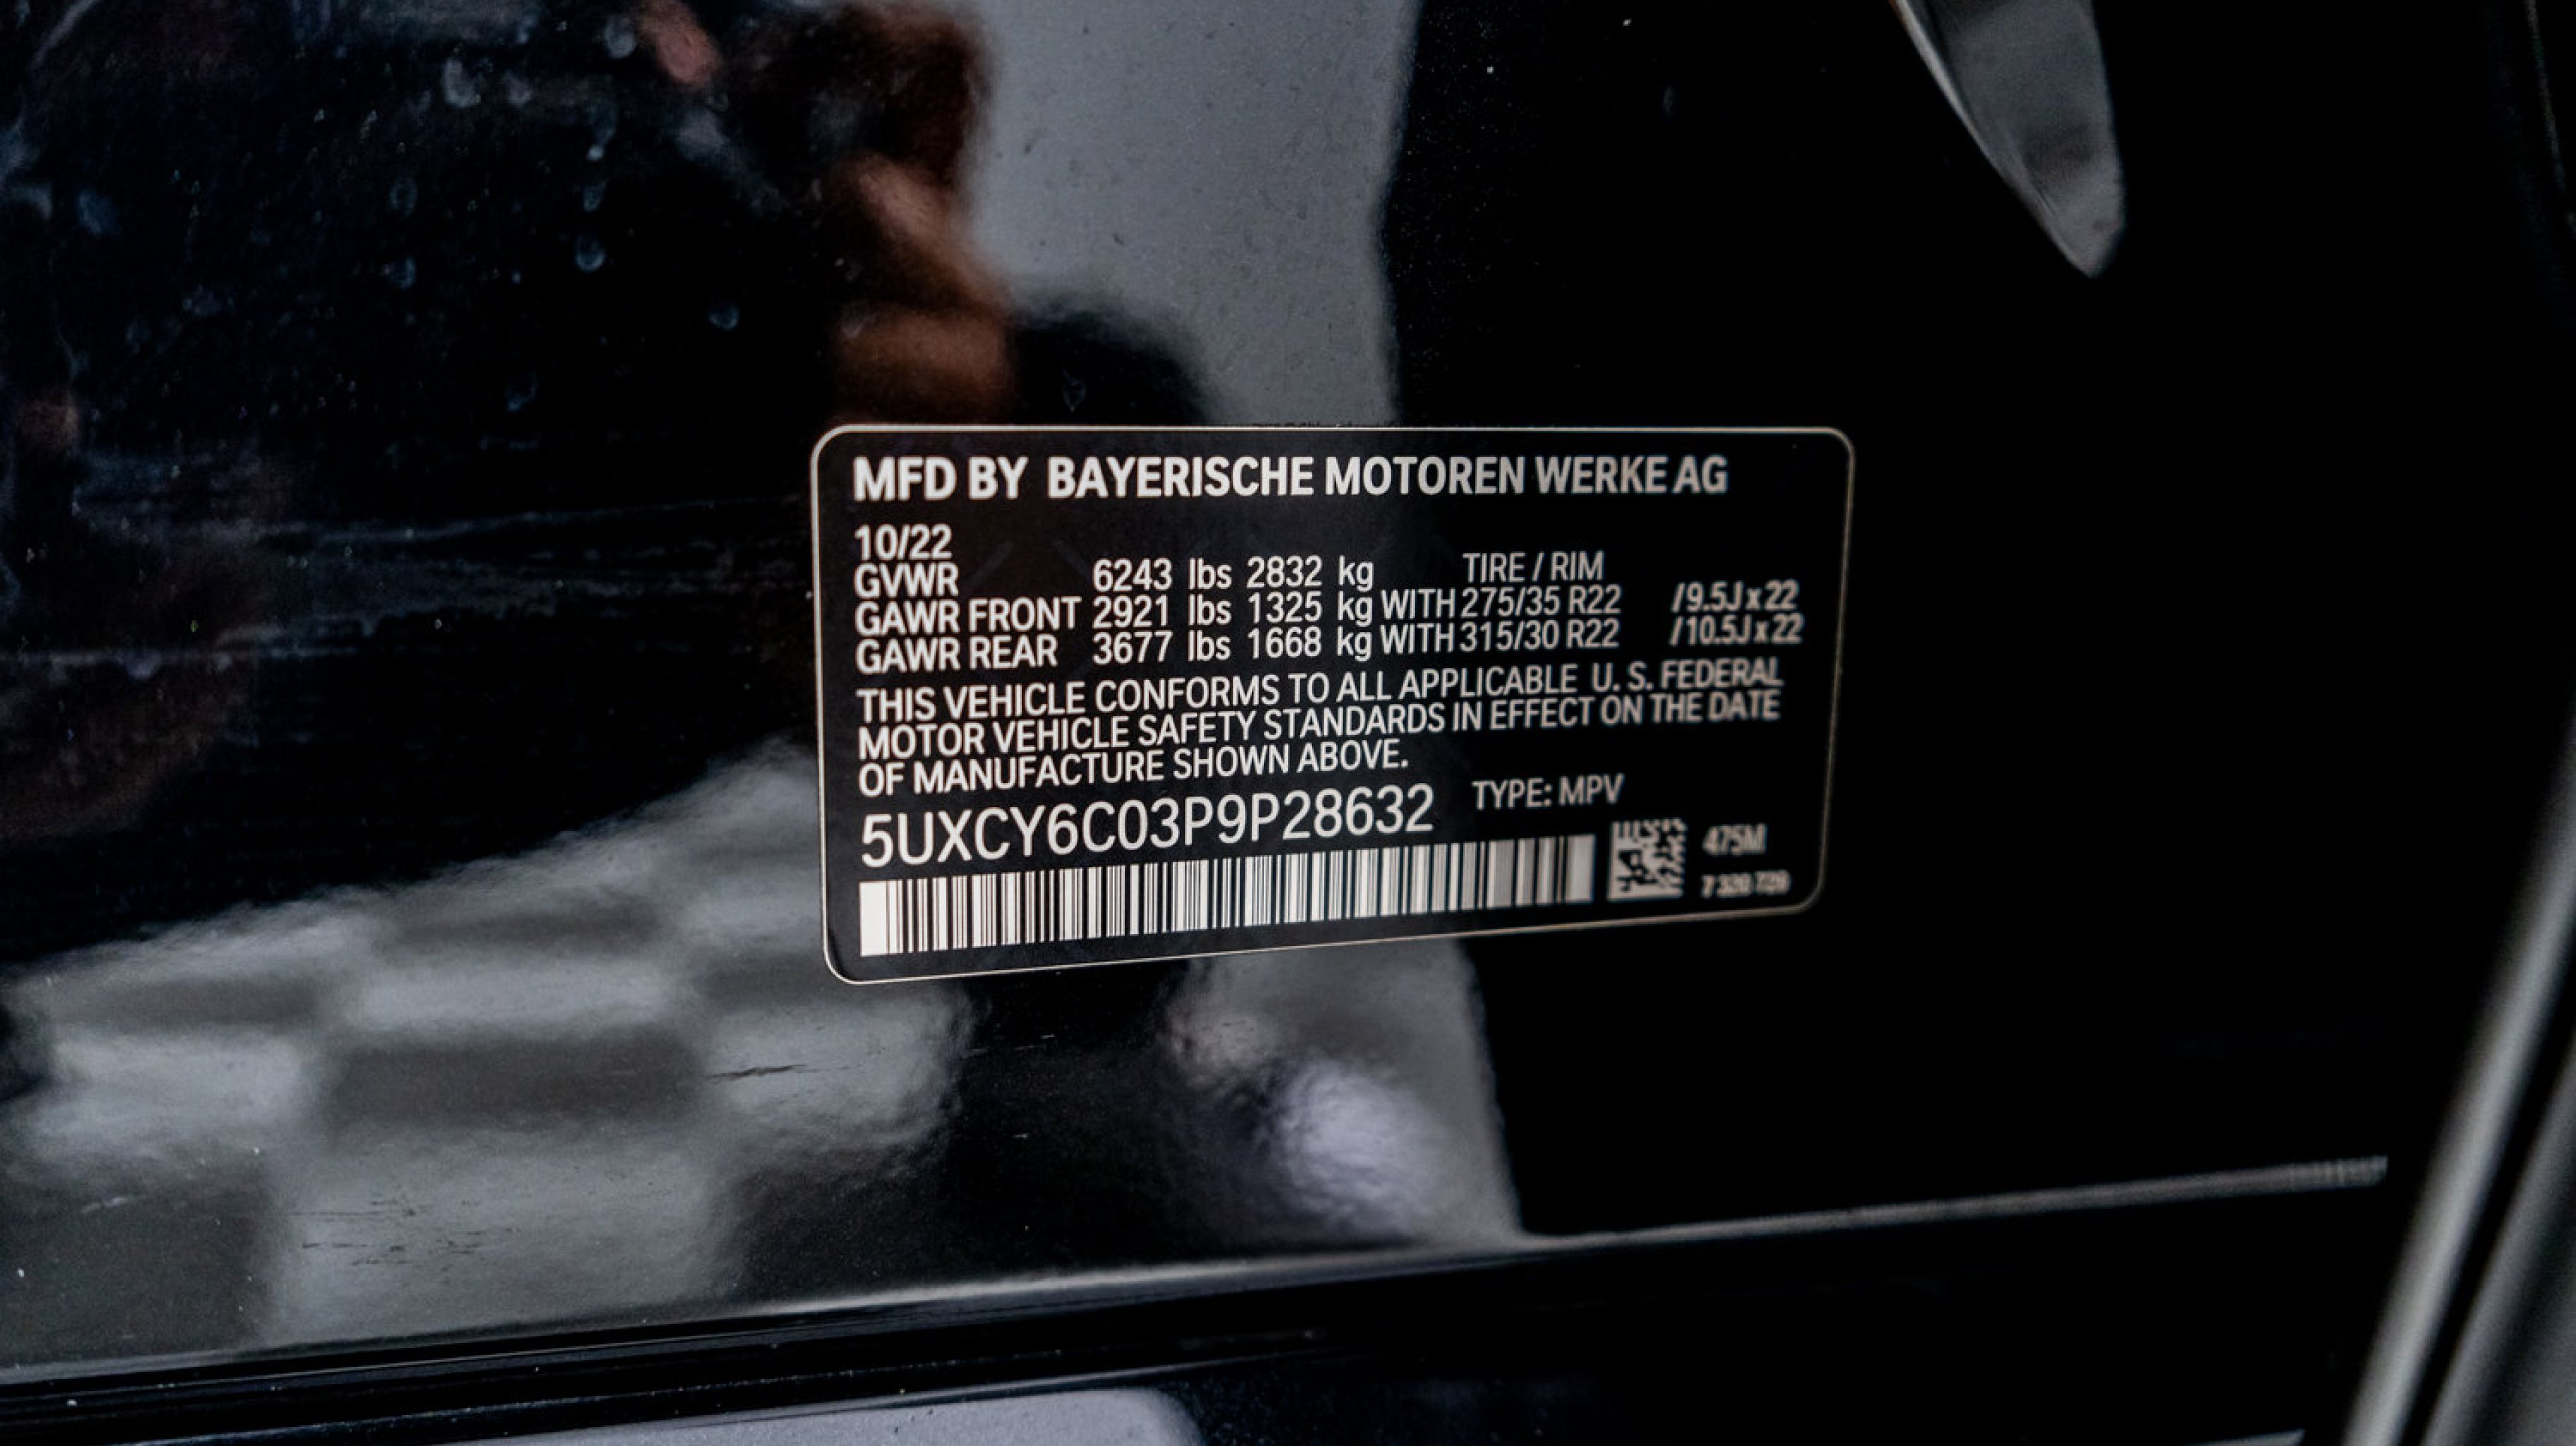 MFD BY BAYERISCHE MOTOREN WERKE AG
10/22
GVWR 6243 lbs 2832 kg TIRE / RIM
GAWR FRONT 2921 lbs 1325 kg WITH 275/35 R22 /9.5J x 22
GAWR REAR 3677 lbs 1668 kg WITH 315/30 R22 /10.5J x 22
THIS VEHICLE CONFORMS TO ALL APPLICABLE U. S. FEDERAL
MOTOR VEHICLE SAFETY STANDARDS IN EFFECT ON THE DATE
OF MANUFACTURE SHOWN ABOVE.
5UXCY6C03P9P28632 TYPE: MPV
475M